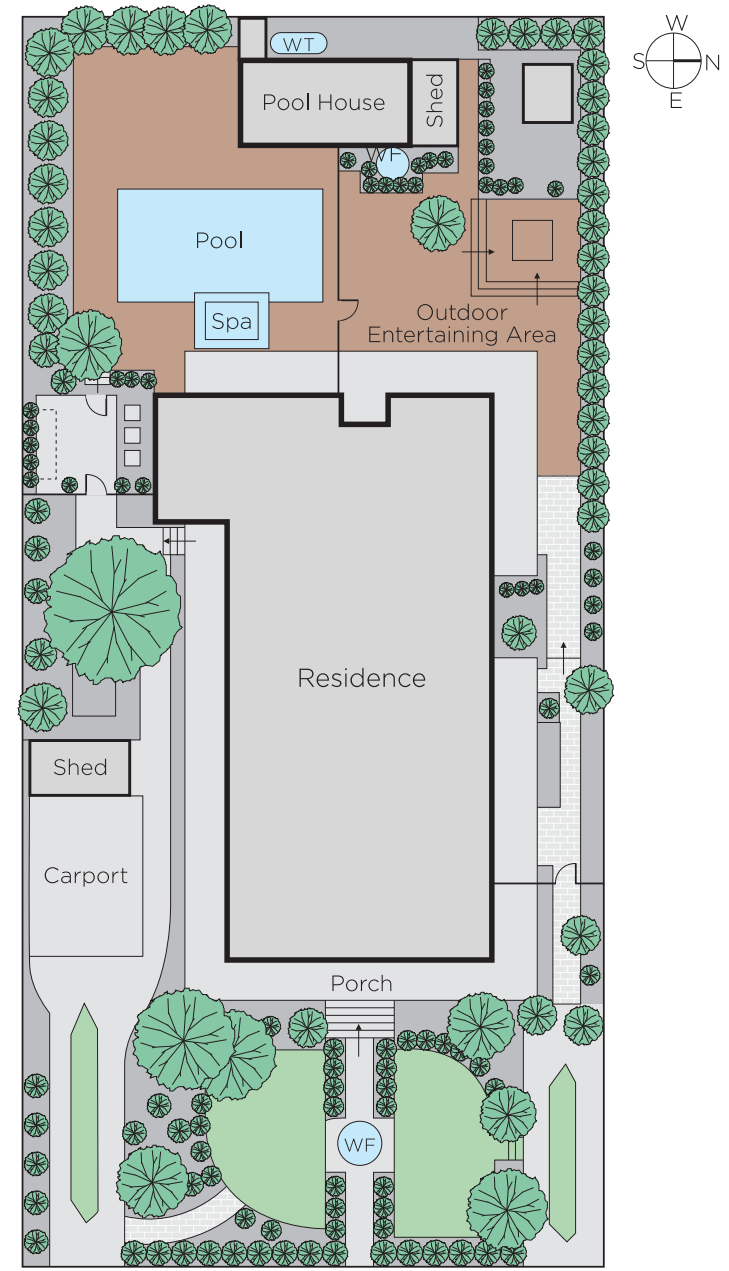 W
S
N
E
WT
Pool House
Shed
WF
Pool
Spa
Outdoor
Entertaining Area
Residence
Shed
Carport
Porch
WF